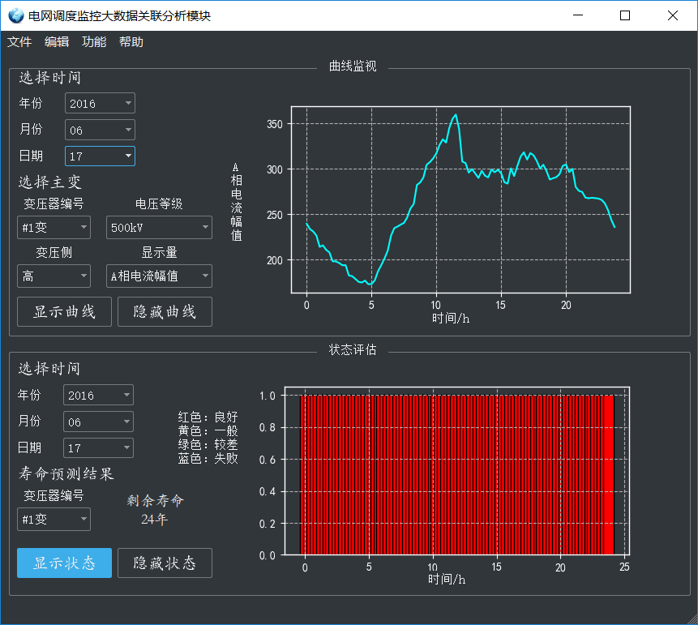 电网调度监控大数据关联分析模块
文件 编辑 功能 帮助
曲线监视
选择时间
年份 2016
月份 06
日期 17
选择主变
变压器编号 电压等级
#1变 500kV
变压侧 显示量
高 A相电流幅值
显示曲线 隐藏曲线
A相电流幅值
350
300
250
200
0 5 10 15 20
时间/h
状态评估
选择时间
年份 2016
月份 06
日期 17
寿命预测结果
变压器编号
#1变
剩余寿命
24年
显示状态 隐藏状态
红色：良好
黄色：一般
绿色：较差
蓝色：失败
1.0
0.8
0.6
0.4
0.2
0.0
0 5 10 15 20 25
时间/h